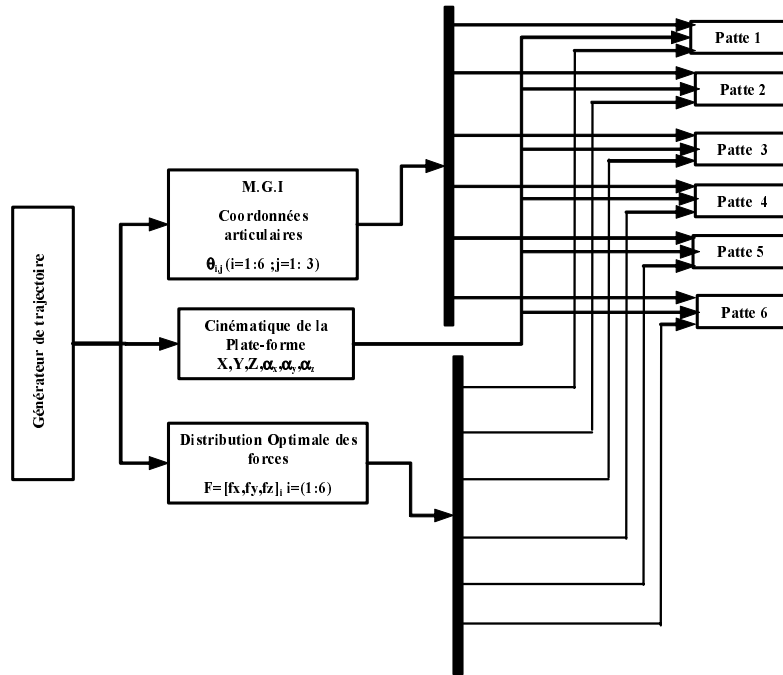 Générateur de trajectoire
M.G.I
Coordonnées
articulaires
θi,j (i=1:6 ;j=1: 3)
Cinématique de la
Plate-forme
X,Y,Z,αx,αy,αz
Distribution Optimale des
forces
F=[fx,fy,fz]i i=(1:6)
Patte 1
Patte 2
Patte 3
Patte 4
Patte 5
Patte 6